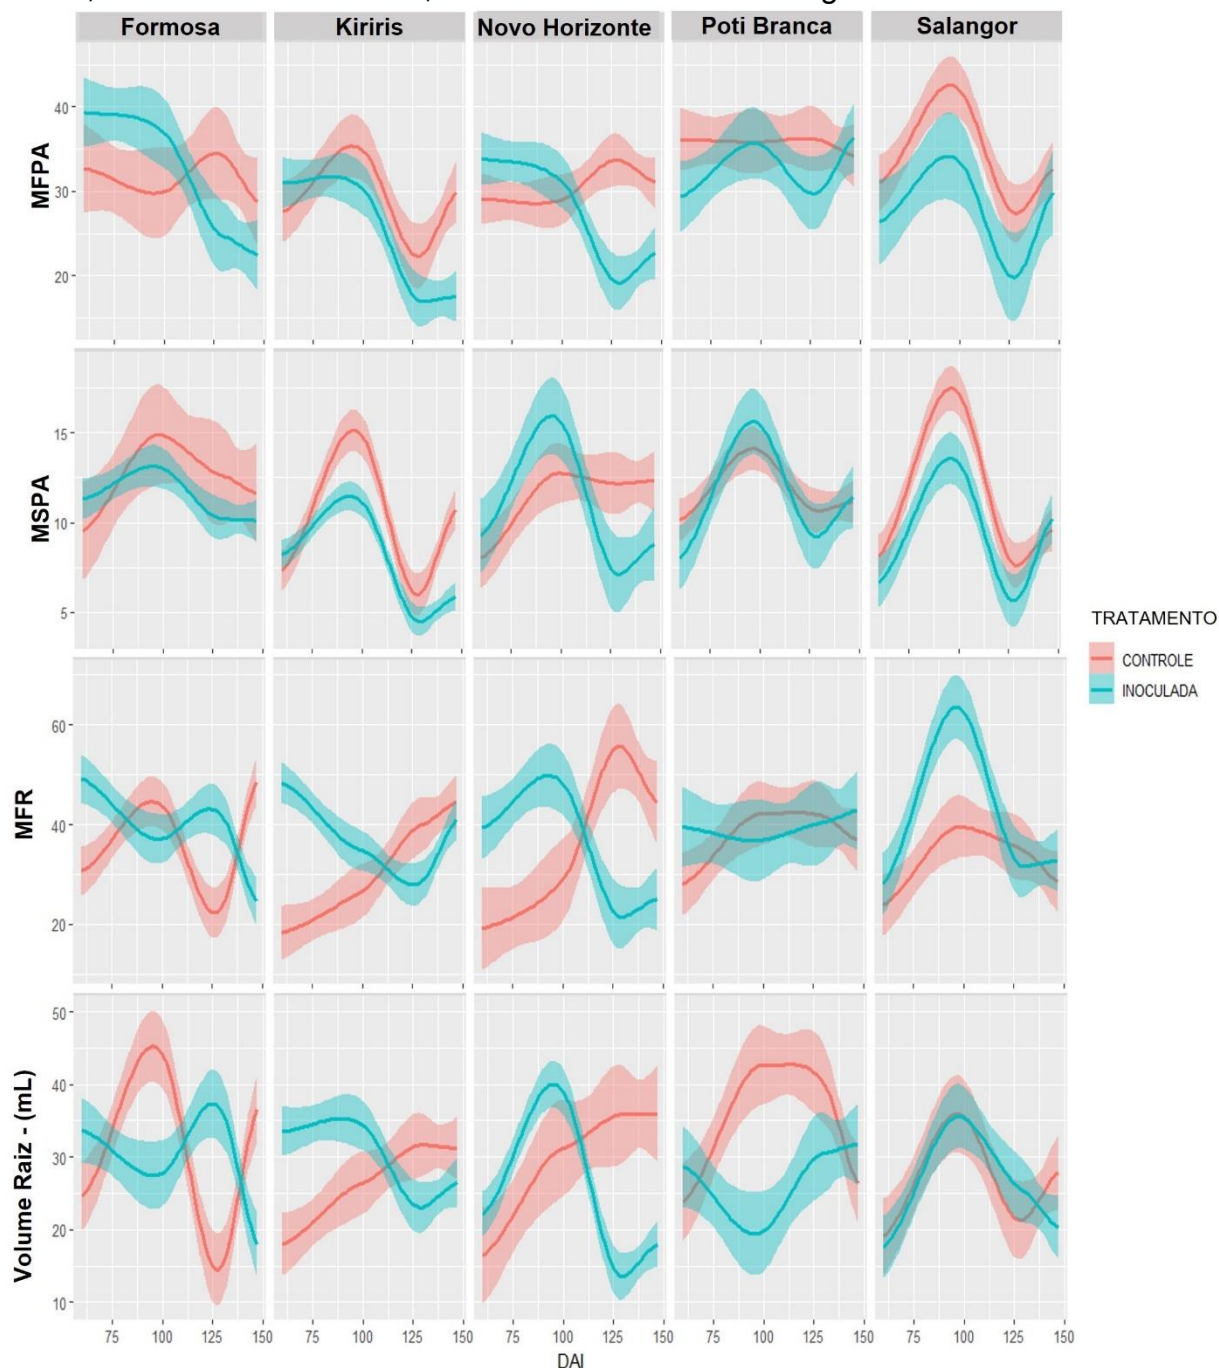 Formosa Kiriris Novo Horizonte Poti Branca Salangor
MFPA
40
30
20
MSPA
15
10
5
MFR
60
40
20
Volume Raiz - (mL)
50
40
30
20
10
75 100 125 150 75 100 125 150 75 100 125 150 75 100 125 150 75 100 125 150
DAI
TRATAMENTO
CONTROLE
INOCULADA